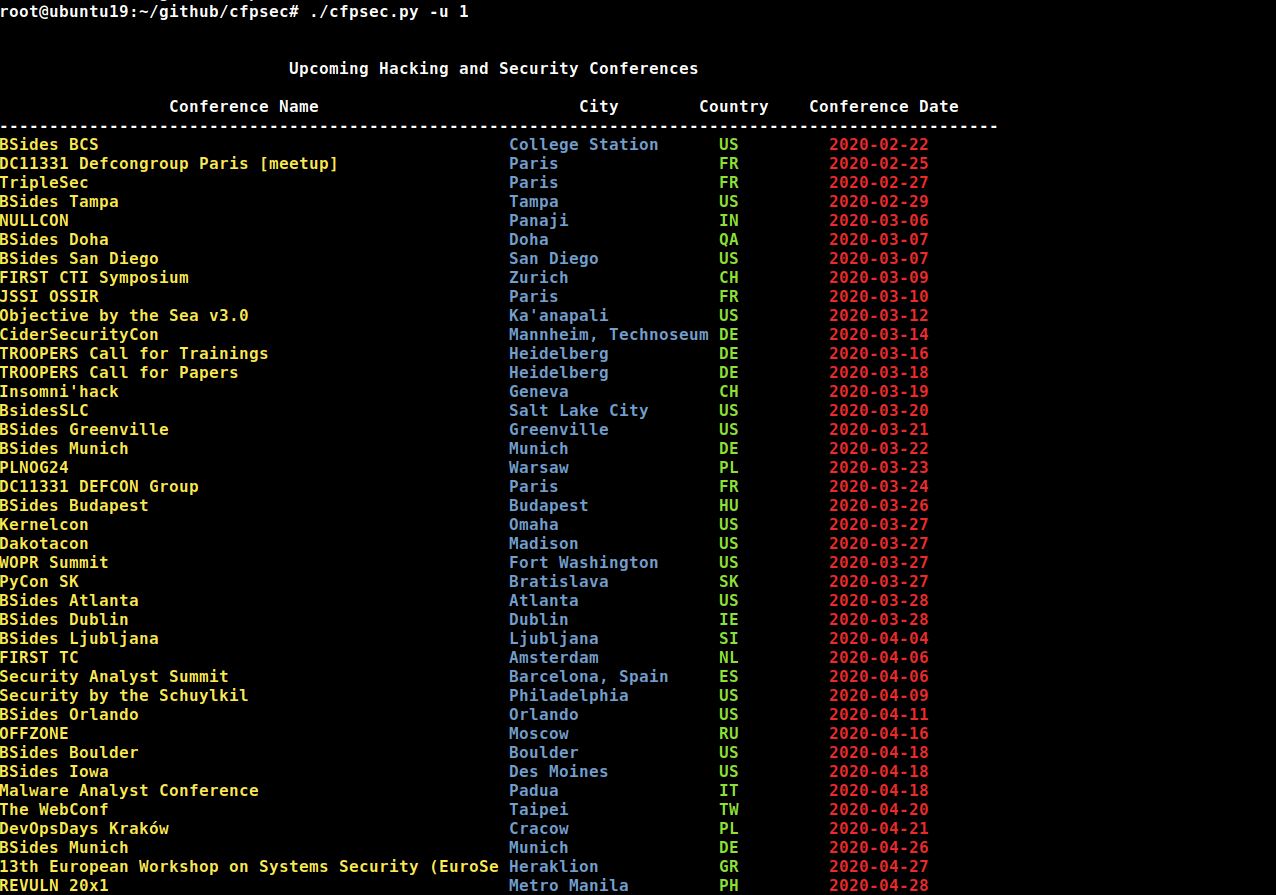 root@ubuntu19:~/github/cfpsec# ./cfpsec.py -u 1
Upcoming Hacking and Security Conferences
Conference Name City Country Conference Date
----------------------------------------------------------------------------------------------------
BSides BCS College Station US 2020-02-22
DC11331 Defcongroup Paris [meetup] Paris FR 2020-02-25
TripleSec Paris FR 2020-02-27
BSides Tampa Tampa US 2020-02-29
NULLCON Panaji IN 2020-03-06
BSides Doha Doha QA 2020-03-07
BSides San Diego San Diego US 2020-03-07
FIRST CTI Symposium Zurich CH 2020-03-09
JSSI OSSIR Paris FR 2020-03-10
Objective by the Sea v3.0 Ka'anapali US 2020-03-12
CiderSecurityCon Mannheim, Technoseum DE 2020-03-14
TROOPERS Call for Trainings Heidelberg DE 2020-03-16
TROOPERS Call for Papers Heidelberg DE 2020-03-18
Insomni'hack Geneva CH 2020-03-19
BsidesSLC Salt Lake City US 2020-03-20
BSides Greenville Greenville US 2020-03-21
BSides Munich Munich DE 2020-03-22
PLNOG24 Warsaw PL 2020-03-23
DC11331 DEFCON Group Paris FR 2020-03-24
BSides Budapest Budapest HU 2020-03-26
Kernelcon Omaha US 2020-03-27
Dakotacon Madison US 2020-03-27
WOPR Summit Fort Washington US 2020-03-27
PyCon SK Bratislava SK 2020-03-27
BSides Atlanta Atlanta US 2020-03-28
BSides Dublin Dublin IE 2020-03-28
BSides Ljubljana Ljubljana SI 2020-04-04
FIRST TC Amsterdam NL 2020-04-06
Security Analyst Summit Barcelona, Spain ES 2020-04-06
Security by the Schuylkil Philadelphia US 2020-04-09
BSides Orlando Orlando US 2020-04-11
OFFZONE Moscow RU 2020-04-16
BSides Boulder Boulder US 2020-04-18
BSides Iowa Des Moines US 2020-04-18
Malware Analyst Conference Padua IT 2020-04-18
The WebConf Taipei TW 2020-04-20
DevOpsDays Kraków Cracow PL 2020-04-21
BSides Munich Munich DE 2020-04-26
13th European Workshop on Systems Security (EuroSe Heraklion GR 2020-04-27
REVULN 20x1 Metro Manila PH 2020-04-28